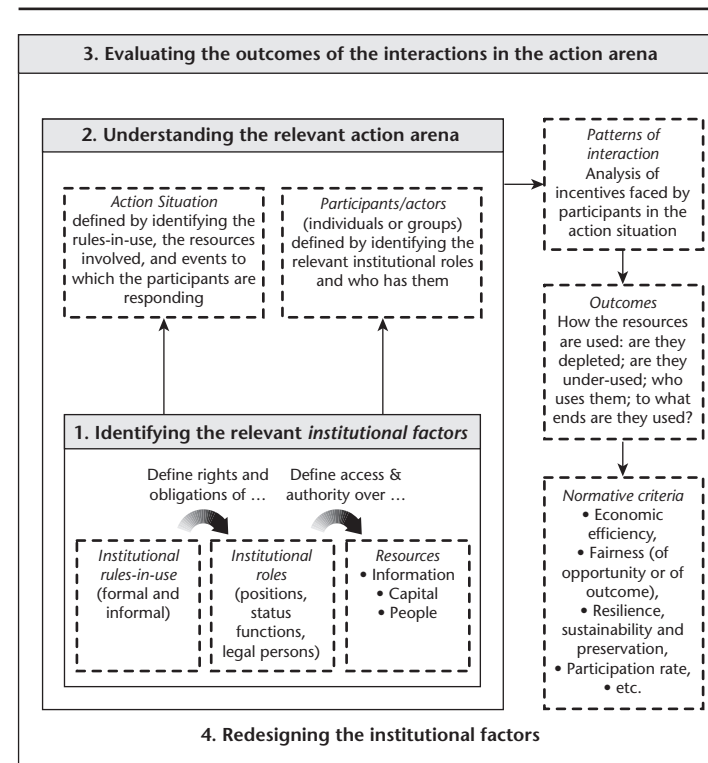 3. Evaluating the outcomes of the interactions in the action arena
2. Understanding the relevant action arena
Action Situation
defined by identifying the
rules-in-use, the resources
involved, and events to
which the participants are
responding
Participants/actors
(individuals or groups)
defined by identifying the
relevant institutional roles
and who has them
1. Identifying the relevant institutional factors
Define rights and
obligations of ...
Define access &
authority over ...
Institutional
rules-in-use
(formal and
informal)
Institutional
roles
(positions,
status
functions,
legal persons)
Resources
• Information
• Capital
• People
Patterns of
interaction
Analysis of
incentives faced by
participants in the
action situation
Outcomes
How the resources
are used: are they
depleted; are they
under-used; who
uses them; to what
ends are they used?
Normative criteria
• Economic
efficiency,
• Fairness (of
opportunity or of
outcome),
• Resilience,
sustainability and
preservation,
• Participation rate,
• etc.
4. Redesigning the institutional factors